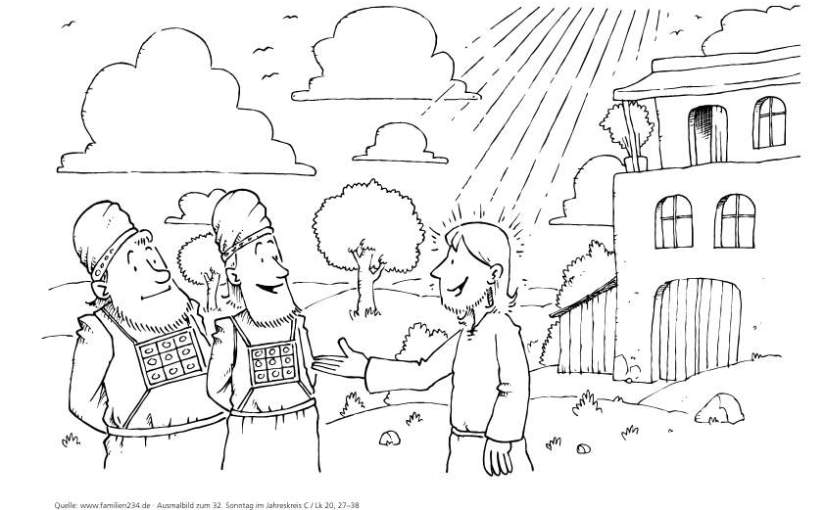 Quelle: www.familien234.de · Ausmalbild zum 32. Sonntag im Jahreskreis C / Lk 20, 27–38